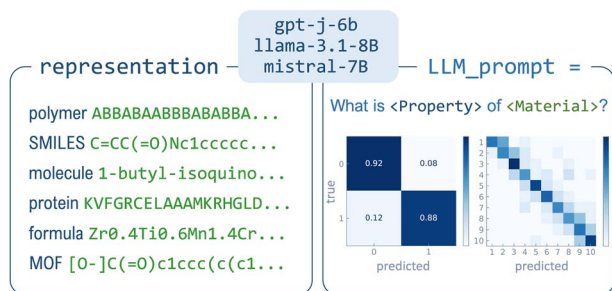 gpt-j-6b
llama-3.1-8B
mistral-7B
representation
polymer ABBABAABBBABABBA...
SMILES C=CC(=O)Nc1ccccc...
molecule 1-butyl-isoquino...
protein KVFGRCELAAAMKRHGLD...
formula Zr0.4Ti0.6Mn1.4Cr...
MOF [O-]C(=O)c1ccc(c(c1...
LLM_prompt =
What is <Property> of <Material>?
true
0
0.92 0.08
1
0.12 0.88
0 1
predicted
1
2
3
4
5
6
7
8
9
10
1 2 3 4 5 6 7 8 9 10
predicted